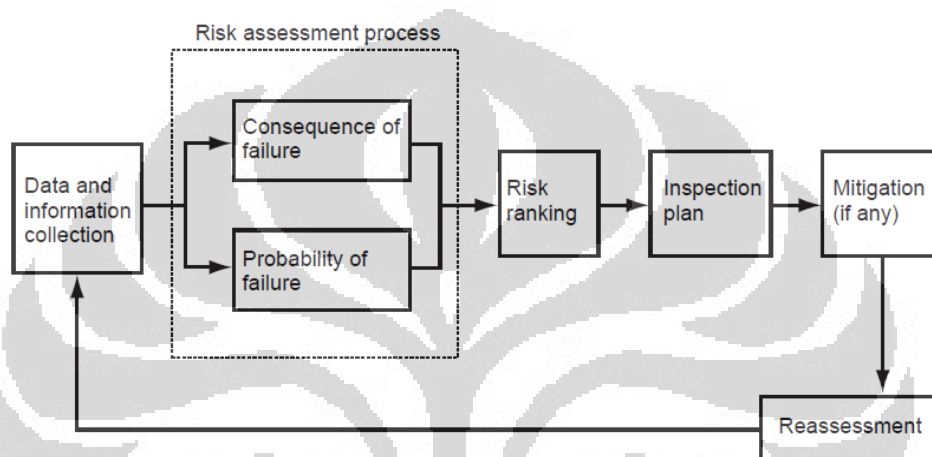 Risk assessment process
Consequence of
failure
Data and
information
collection
Probability of
failure
Risk
ranking
Inspection
plan
Mitigation
(if any)
Reassessment